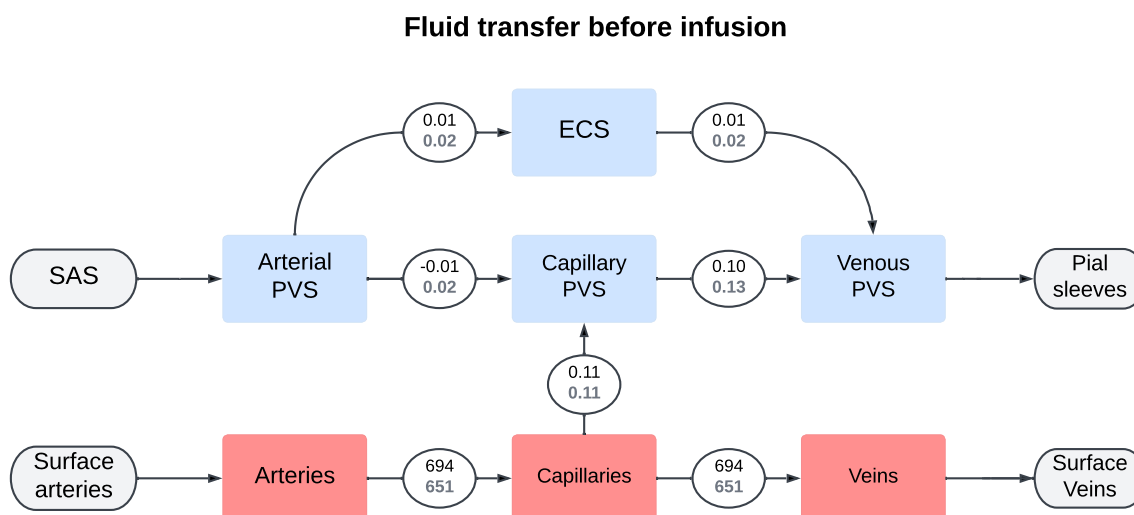 Fluid transfer before infusion
0.01
0.02
ECS
0.01
0.02
SAS
Arterial
PVS
-0.01
0.02
Capillary
PVS
0.10
0.13
Venous
PVS
Pial
sleeves
0.11
0.11
Surface
arteries
Arteries
694
651
Capillaries
694
651
Veins
Surface
Veins